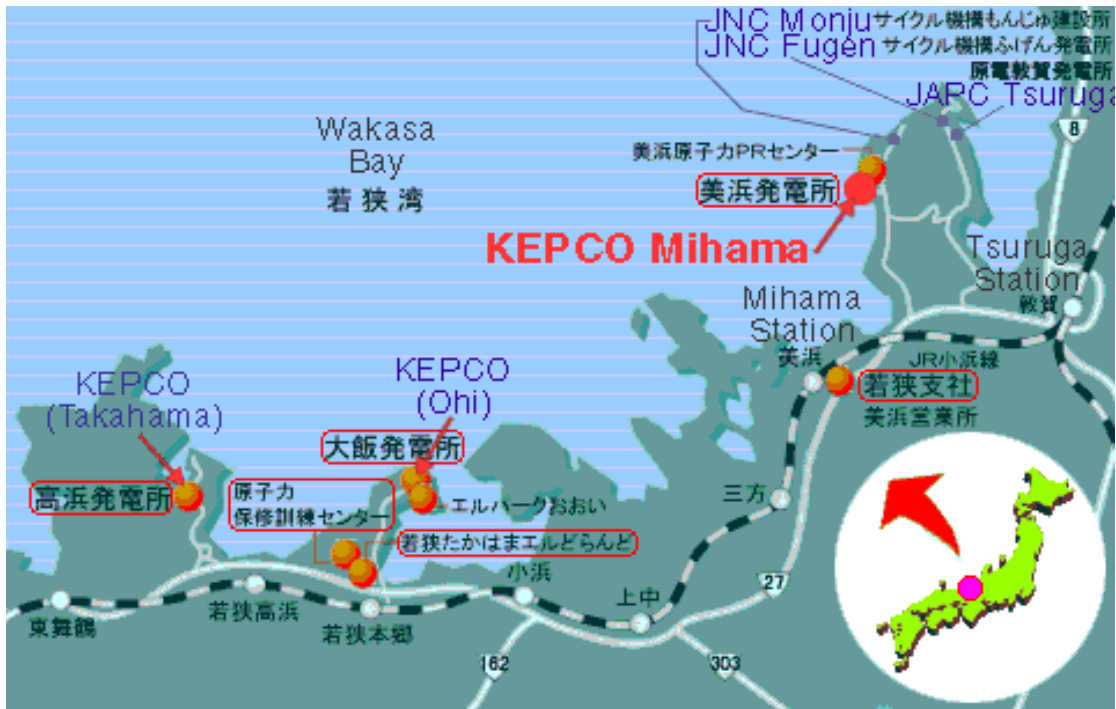 JNC Monju サイクル機構もんじゅ建設所
JNC Fugen サイクル機構ふげん発電所
原電敦賀発電所
JAPC Tsuruga
8
Wakasa
Bay
若狭湾
美浜原子力PRセンター
美浜発電所
KEPCO Mihama
Tsuruga
Station
敦賀
Mihama
Station
美浜
JR小浜線
若狭支社
美浜営業所
KEPCO
(Takahama)
高浜発電所
KEPCO
(Ohi)
大飯発電所
原子力
保修訓練センター
エルパークおおい
若狭たかはまエルどらんど
三方
小浜
上中
27
東舞鶴
若狭高浜
若狭本郷
162
303